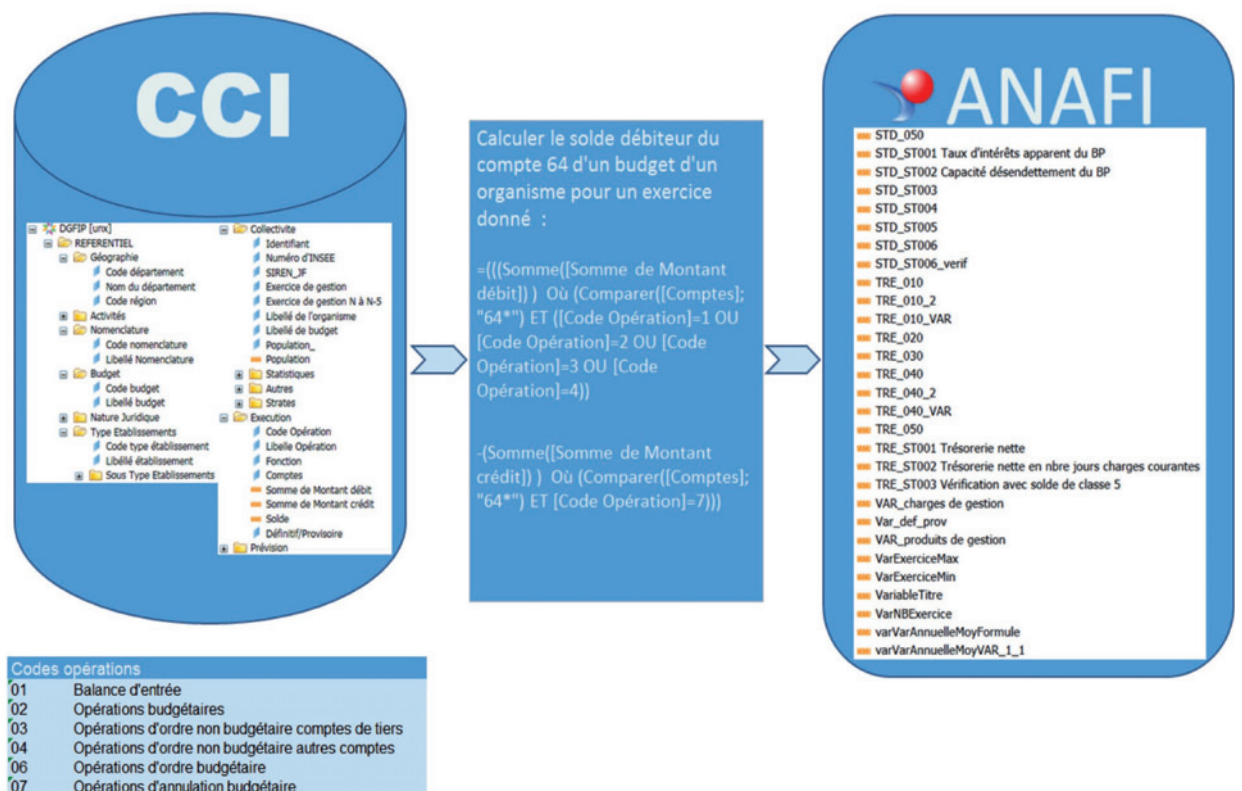 CCI
DGFIP [unx]
REFERENTIEL
Géographie
Code département
Nom du département
Code région
Activités
Nomenclature
Code nomenclature
Libellé Nomenclature
Budget
Code budget
Libellé budget
Nature Juridique
Type Etablissements
Code type établissement
Libéllé établissement
Sous Type Etablissements
Collectivite
Identifiant
Numéro d'INSEE
SIREN_JF
Exercice de gestion
Exercice de gestion N à N-5
Libellé de l'organisme
Libellé de budget
Population_
Population
Statistiques
Autres
Strates
Execution
Code Opération
Libelle Opération
Fonction
Comptes
Somme de Montant débit
Somme de Montant crédit
Solde
Définitif/Provisoire
Prévision
Calculer le solde débiteur du
compte 64 d'un budget d'un
organisme pour un exercice
donné :
=(((Somme([Somme de Montant
débit]) ) Où (Comparer([Comptes];
"64*") ET ([Code Opération]=1 OU
[Code Opération]=2 OU [Code
Opération]=3 OU [Code
Opération]=4))
-(Somme([Somme de Montant
crédit]) ) Où (Comparer([Comptes];
"64*") ET [Code Opération]=7)))
ANAFI
STD_050
STD_ST001 Taux d'intérêts apparent du BP
STD_ST002 Capacité désendettement du BP
STD_ST003
STD_ST004
STD_ST005
STD_ST006
STD_ST006_verif
TRE_010
TRE_010_2
TRE_010_VAR
TRE_020
TRE_030
TRE_040
TRE_040_2
TRE_040_VAR
TRE_050
TRE_ST001 Trésorerie nette
TRE_ST002 Trésorerie nette en nbre jours charges courantes
TRE_ST003 Vérification avec solde de classe 5
VAR_charges de gestion
Var_def_prov
VAR_produits de gestion
VarExerciceMax
VarExerciceMin
VariableTitre
VarNBExercice
varVarAnnuelleMoyFormule
varVarAnnuelleMoyVAR_1_1
Codes opérations
01 Balance d'entrée
02 Opérations budgétaires
03 Opérations d'ordre non budgétaire comptes de tiers
04 Opérations d'ordre non budgétaire autres comptes
06 Opérations d'ordre budgétaire
07 Opérations d'annulation budgétaire